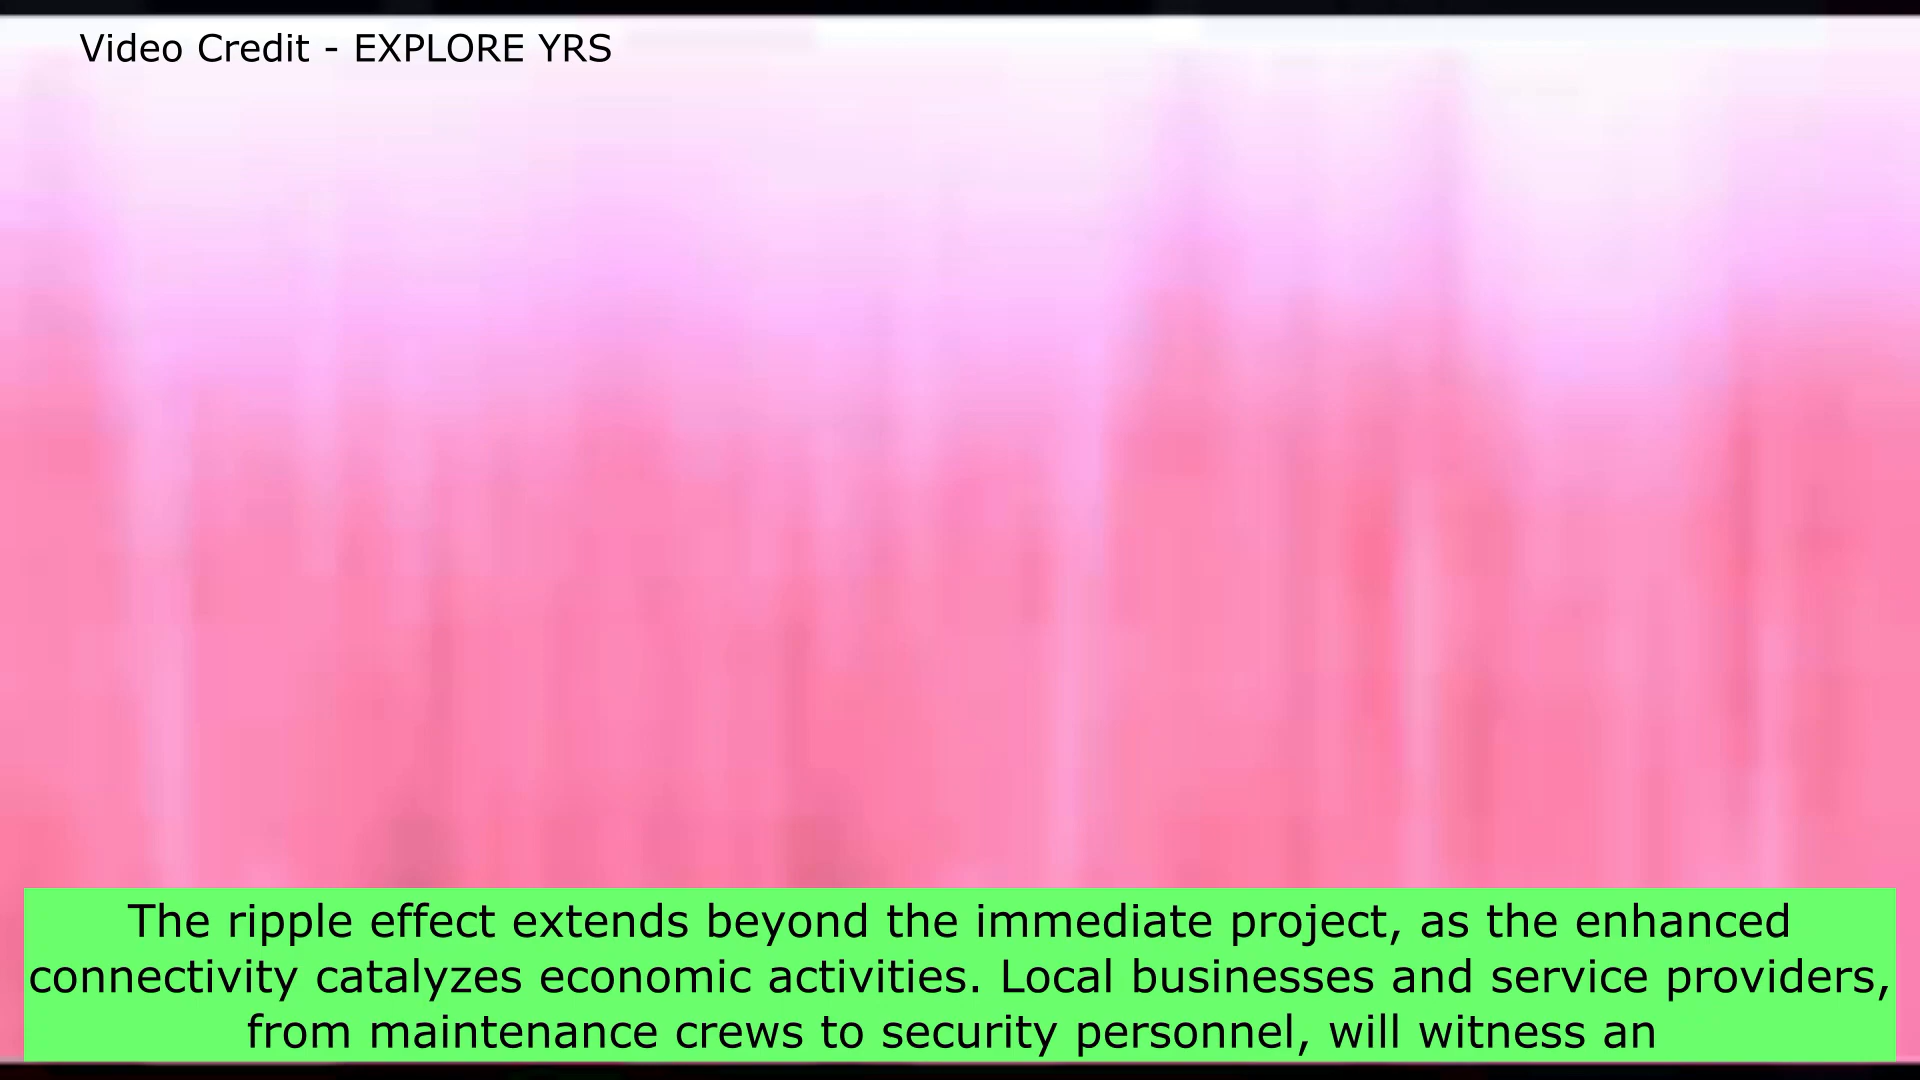 Video Credit - EXPLORE YRS
The ripple effect extends beyond the immediate project, as the enhanced
connectivity catalyzes economic activities. Local businesses and service providers,
from maintenance crews to security personnel, will witness an